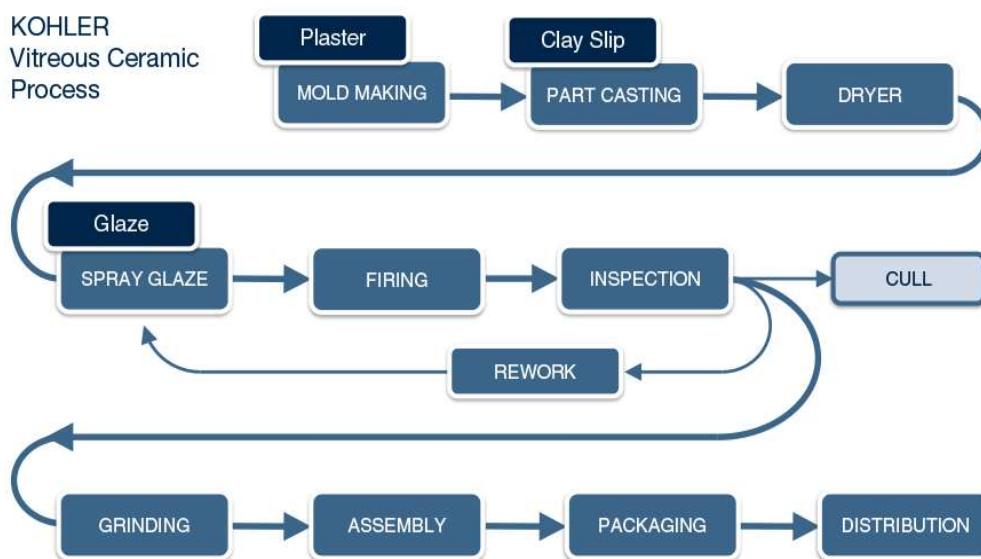 KOHLER
Vitreous Ceramic
Process
Plaster
MOLD MAKING
Clay Slip
PART CASTING
DRYER
Glaze
SPRAY GLAZE
FIRING
INSPECTION
CULL
REWORK
GRINDING
ASSEMBLY
PACKAGING
DISTRIBUTION